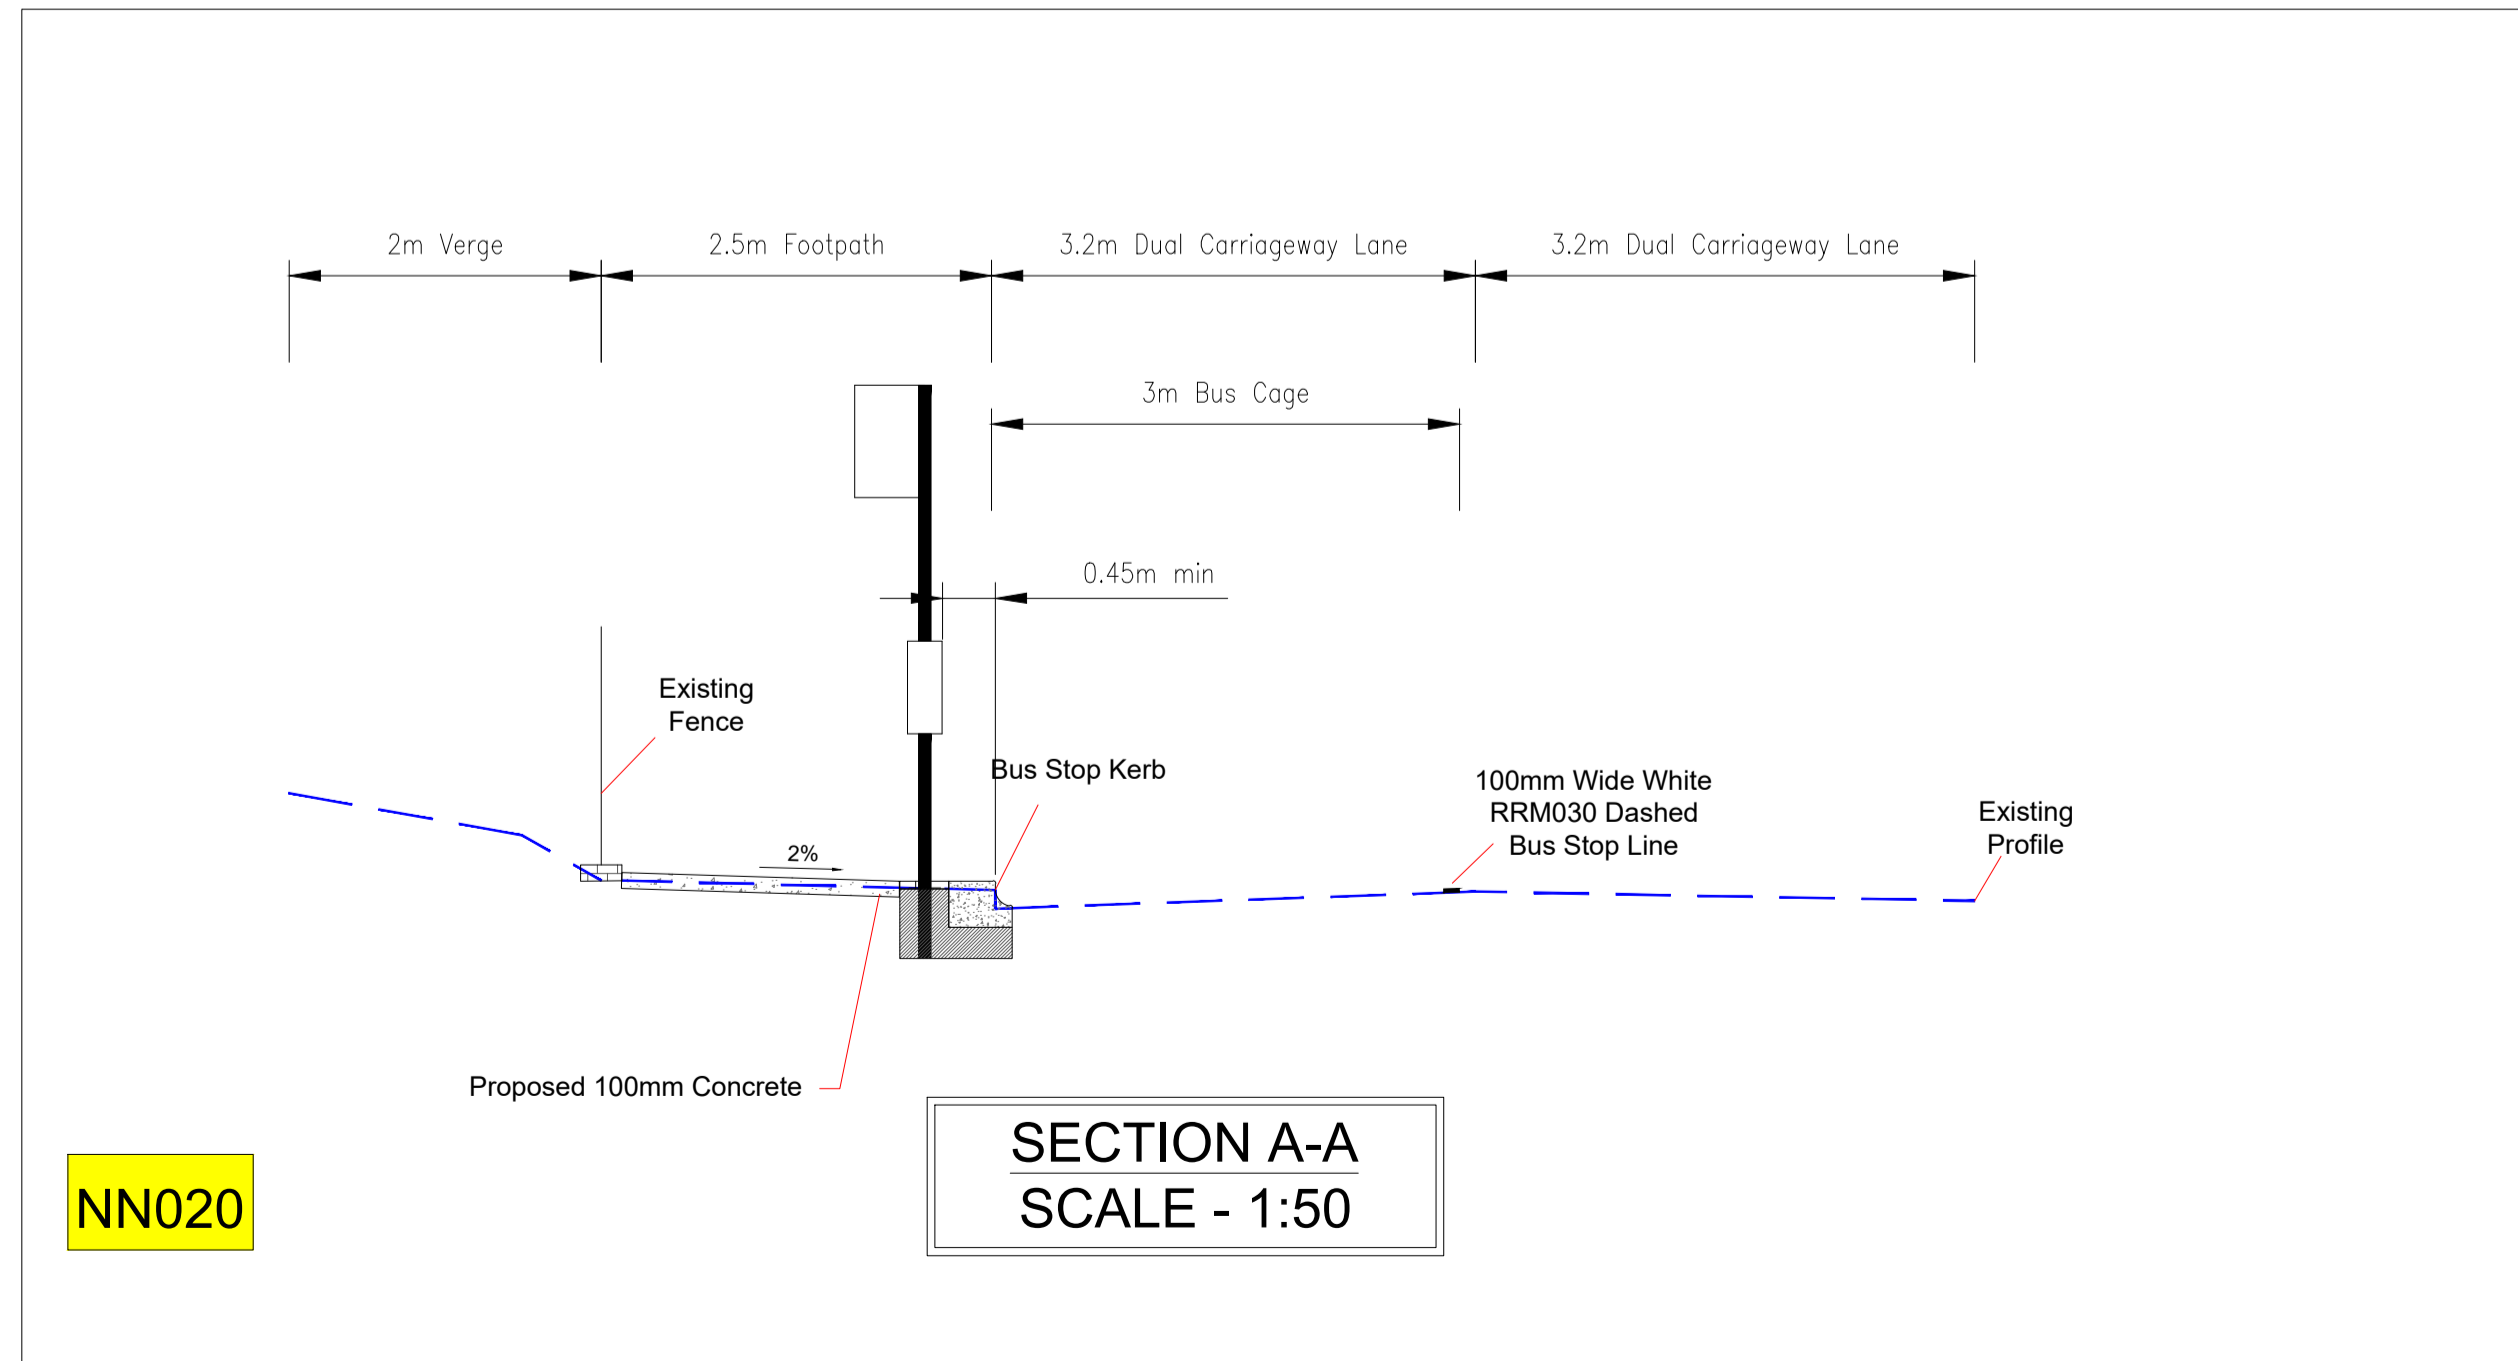 2m Verge
2.5m Footpath
3.2m Dual Carriageway Lane
3.2m Dual Carriageway Lane
3m Bus Cage
0.45m min
Existing
Fence
Bus Stop Kerb
100mm Wide White
RRM030 Dashed
Bus Stop Line
Existing
Profile
2%
Proposed 100mm Concrete
SECTION A-A
SCALE - 1:50
NN020